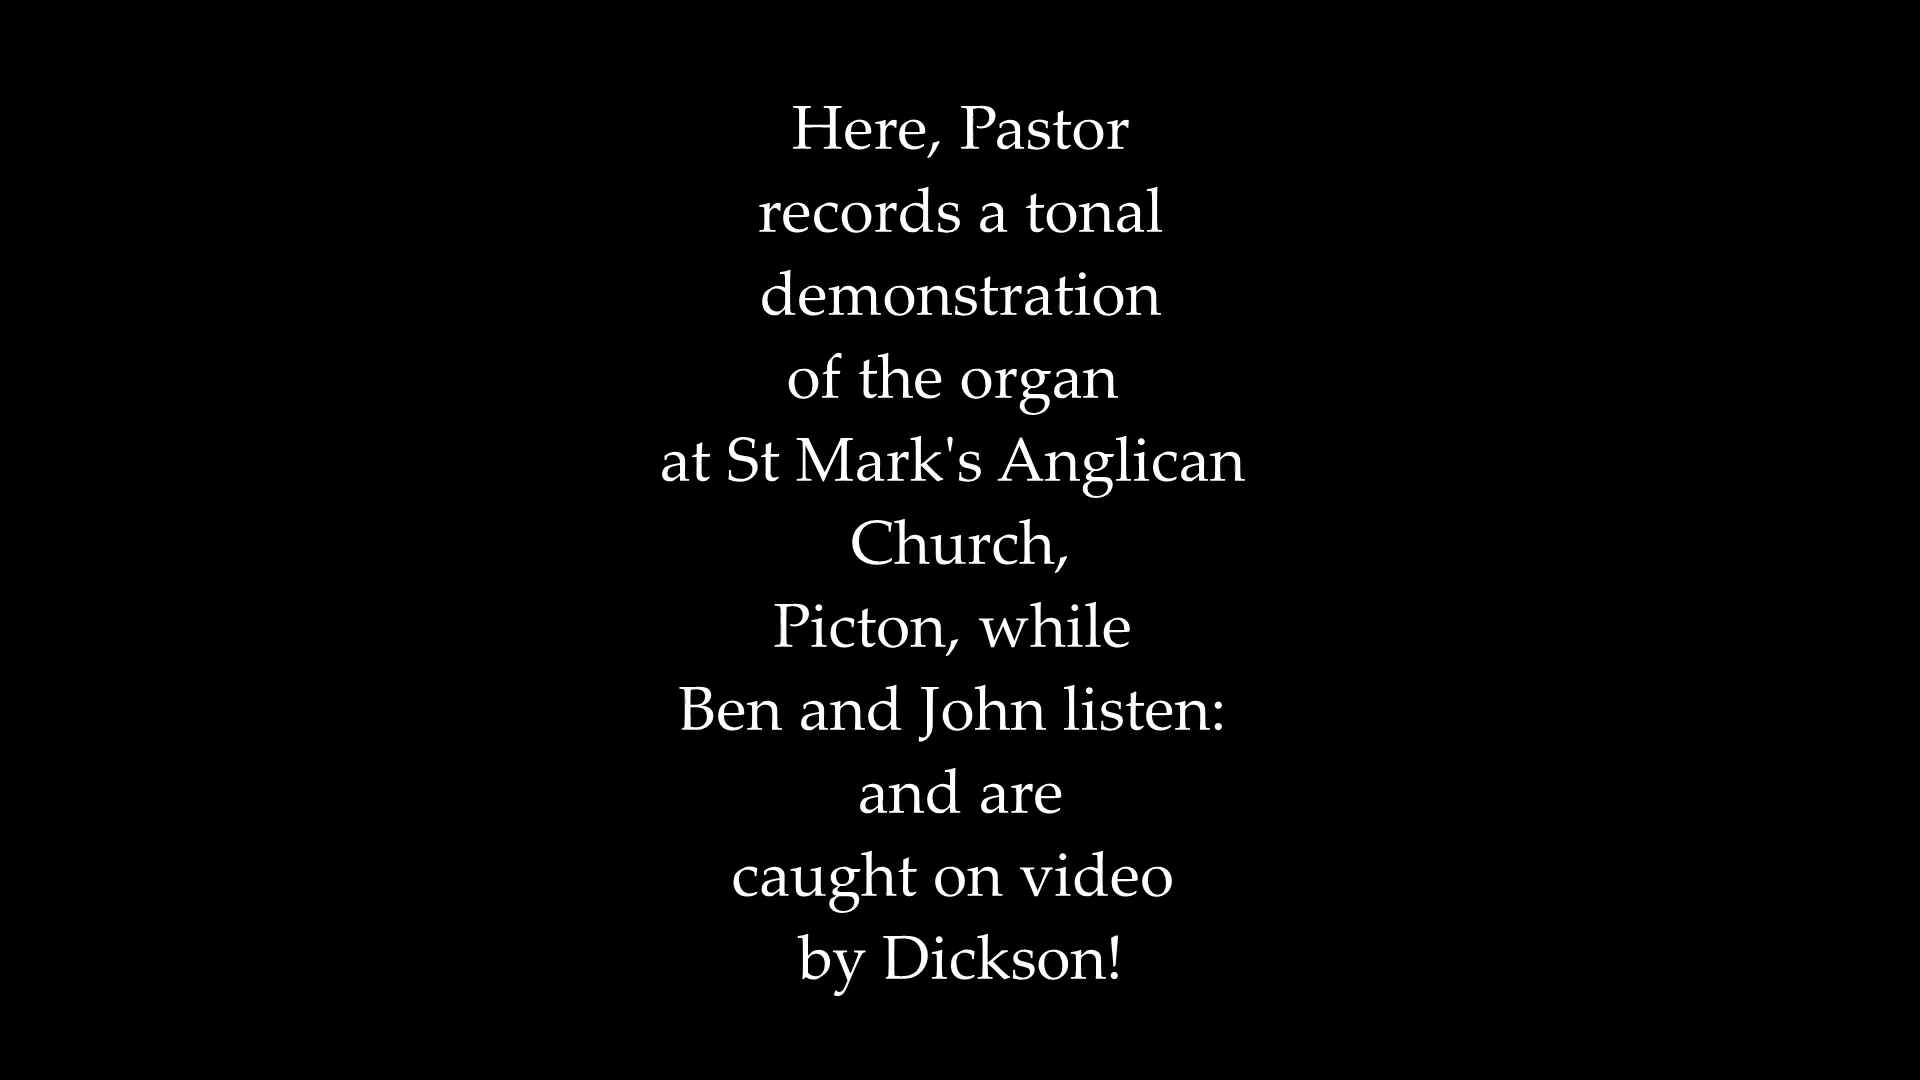 Here, Pastor
records a tonal
demonstration
of the organ
at St Mark's Anglican
Church,
Picton, while
Ben and John listen:
and are
caught on video
by Dickson!